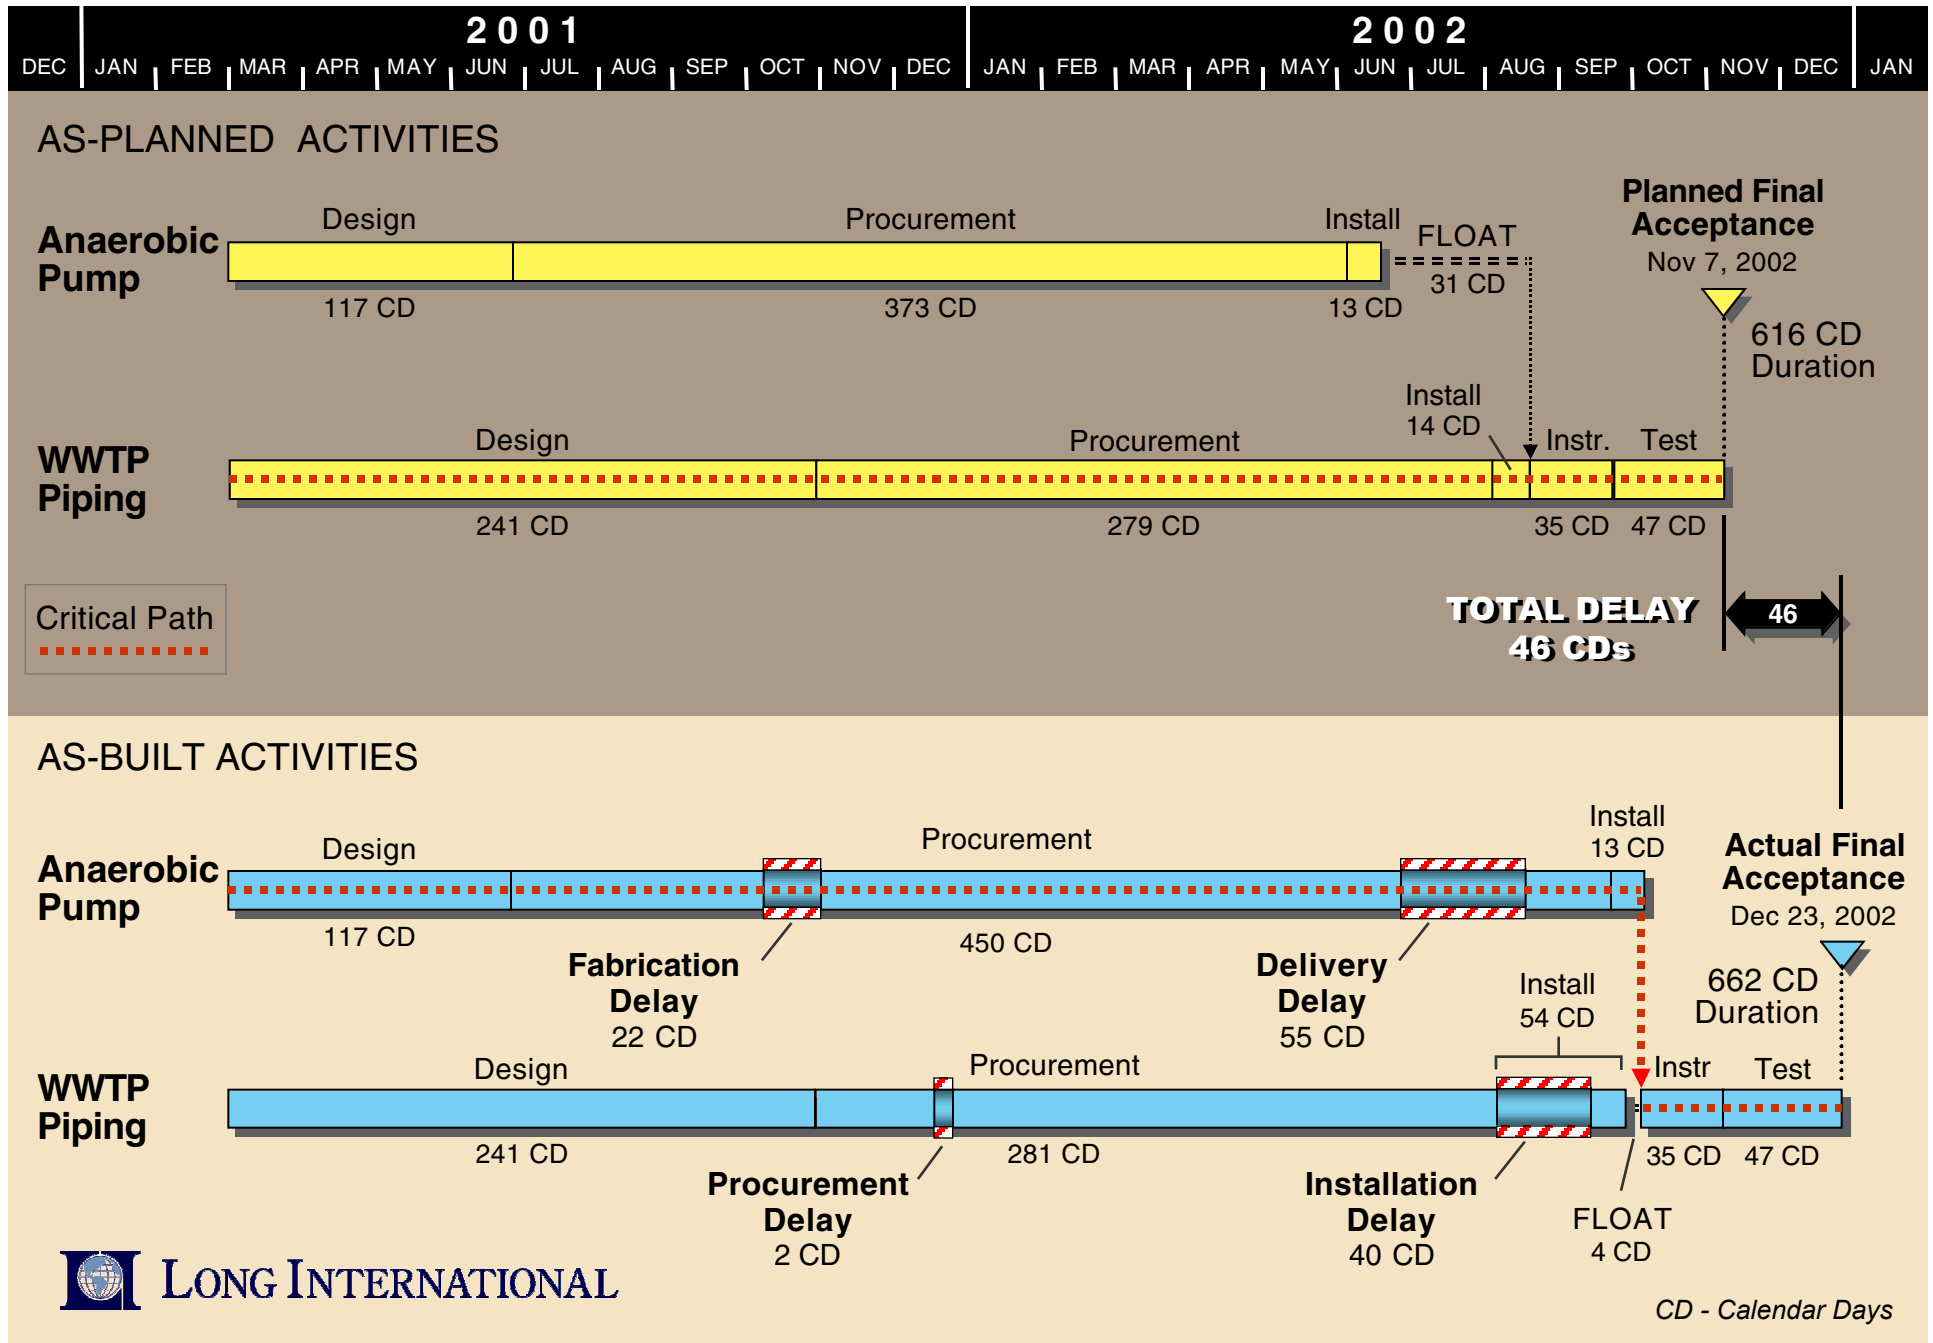 2001 2002
DEC JAN FEB MAR APR MAY JUN JUL AUG SEP OCT NOV DEC JAN FEB MAR APR MAY JUN JUL AUG SEP OCT NOV DEC JAN
AS-PLANNED ACTIVITIES
Planned Final
Acceptance
Nov 7, 2002
616 CD
Duration
Anaerobic
Pump
Design Procurement Install
FLOAT
31 CD
117 CD 373 CD 13 CD
Install
14 CD
WWTP
Piping
Design Procurement Instr. Test
241 CD 279 CD 35 CD 47 CD
Critical Path
TOTAL DELAY
46 CDs
46
AS-BUILT ACTIVITIES
Anaerobic
Pump
Design Procurement
Install
13 CD
117 CD 450 CD
Fabrication
Delay
22 CD
Delivery
Delay
55 CD
Actual Final
Acceptance
Dec 23, 2002
662 CD
Duration
Install
54 CD
WWTP
Piping
Design Procurement Instr Test
241 CD 281 CD 35 CD 47 CD
Procurement
Delay
2 CD
Installation
Delay
40 CD
FLOAT
4 CD
LONG INTERNATIONAL
CD - Calendar Days